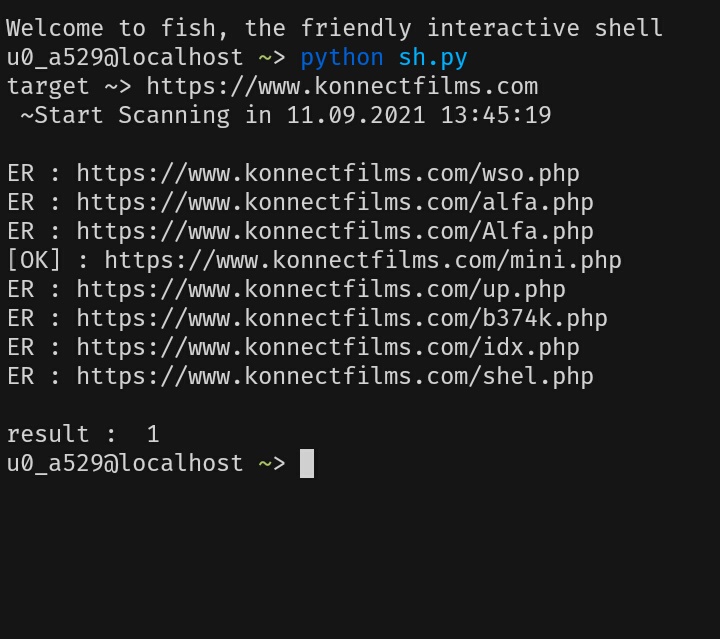 Welcome to fish, the friendly interactive shell
u0_a529@localhost ~> python sh.py
target ~> https://www.konnectfilms.com
 ~Start Scanning in 11.09.2021 13:45:19
ER : https://www.konnectfilms.com/wso.php
ER : https://www.konnectfilms.com/alfa.php
ER : https://www.konnectfilms.com/Alfa.php
[OK] : https://www.konnectfilms.com/mini.php
ER : https://www.konnectfilms.com/up.php
ER : https://www.konnectfilms.com/b374k.php
ER : https://www.konnectfilms.com/idx.php
ER : https://www.konnectfilms.com/shel.php
result :  1
u0_a529@localhost ~>